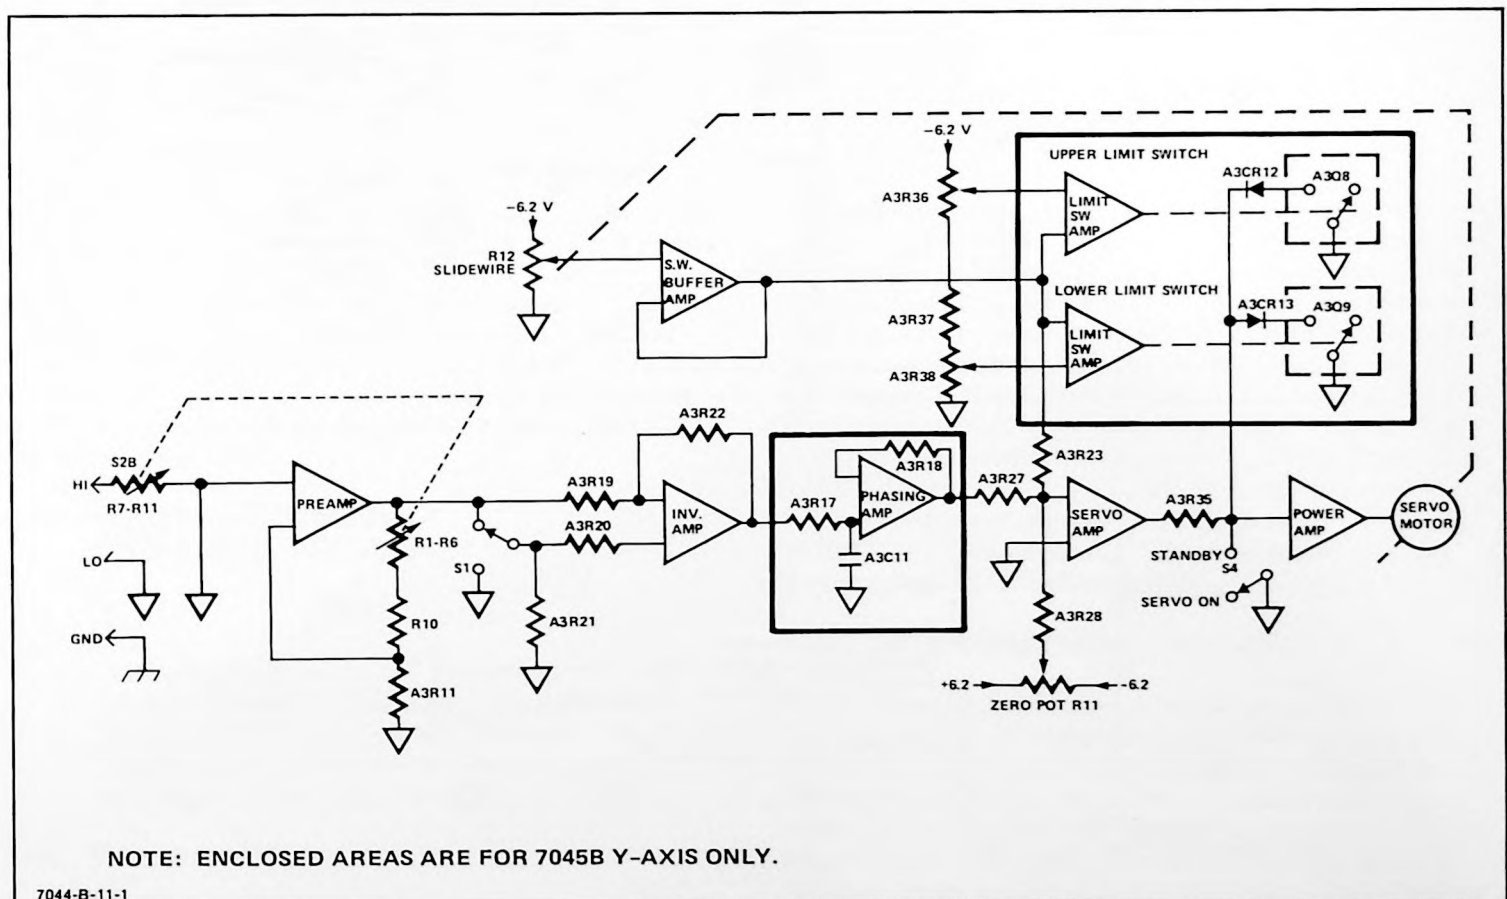 -6.2 V
UPPER LIMIT SWITCH
A3CR12
A3Q8
A3R36
LIMIT
SW
AMP
-6.2 V
R12
SLIDEWIRE
S.W.
BUFFER
AMP
LOWER LIMIT SWITCH
A3CR13
A3Q9
A3R37
LIMIT
SW
AMP
A3R38
A3R22
S2B
A3R23
A3R18
HI
R7-R11
PREAMP
A3R19
INV.
AMP
A3R17
PHASING
AMP
A3R27
SERVO
AMP
A3R35
POWER
AMP
SERVO
MOTOR
A3R20
R1-R6
A3C11
STANDBY
S4
LO
S1
SERVO ON
R10
A3R21
A3R28
GND
A3R11
+6.2
-6.2
ZERO POT R11
NOTE: ENCLOSED AREAS ARE FOR 7045B Y-AXIS ONLY.
7044-B-11-1